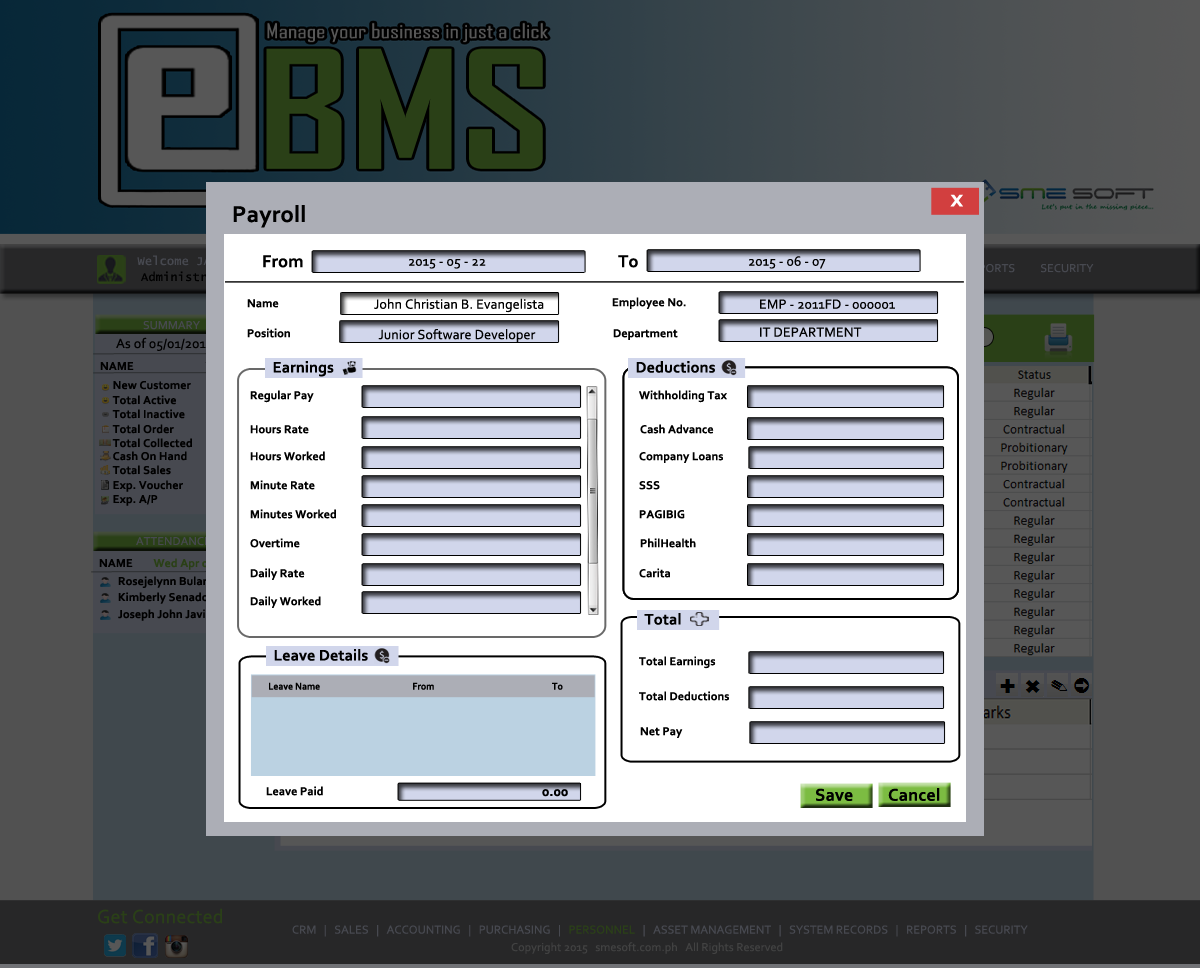 Manage your business in just a click
eBMS
SME SOFT
Let's put in the missing piece...
Payroll
X
Welcome
Administr
PORTS
SECURITY
From 2015 - 05 - 22 To 2015 - 06 - 07
Name John Christian B. Evangelista Employee No. EMP - 2011FD - 000001
Position Junior Software Developer Department IT DEPARTMENT
SUMMARY
As of 05/01/201
NAME
New Customer
Total Active
Total Inactive
Total Order
Total Collected
Cash On Hand
Total Sales
Exp. Voucher
Exp. A/P
ATTENDANC
NAME Wed Apr
Rosejelynn Bular
Kimberly Senado
Joseph John Javi
Earnings
Regular Pay
Hours Rate
Hours Worked
Minute Rate
Minutes Worked
Overtime
Daily Rate
Daily Worked
Deductions
Withholding Tax
Cash Advance
Company Loans
SSS
PAGIBIG
PhilHealth
Carita
Leave Details
Leave Name From To
Leave Paid 0.00
Total
Total Earnings
Total Deductions
Net Pay
Save Cancel
Status
Regular
Regular
Contractual
Probitionary
Probitionary
Contractual
Contractual
Regular
Regular
Regular
Regular
Regular
Regular
Regular
Regular
arks
Get Connected
CRM | SALES | ACCOUNTING | PURCHASING | PERSONNEL | ASSET MANAGEMENT | SYSTEM RECORDS | REPORTS | SECURITY
Copyright 2015 smesoft.com.ph All Rights Reserved